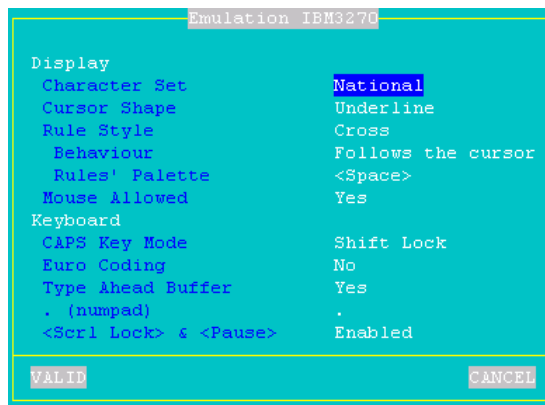 Emulation IBM3270
Display
Character Set National
Cursor Shape Underline
Rule Style Cross
Behaviour Follows the cursor
Rules' Palette <Space>
Mouse Allowed Yes
Keyboard
CAPS Key Mode Shift Lock
Euro Coding No
Type Ahead Buffer Yes
. (numpad) .
<Scrl Lock> & <Pause> Enabled
VALID CANCEL